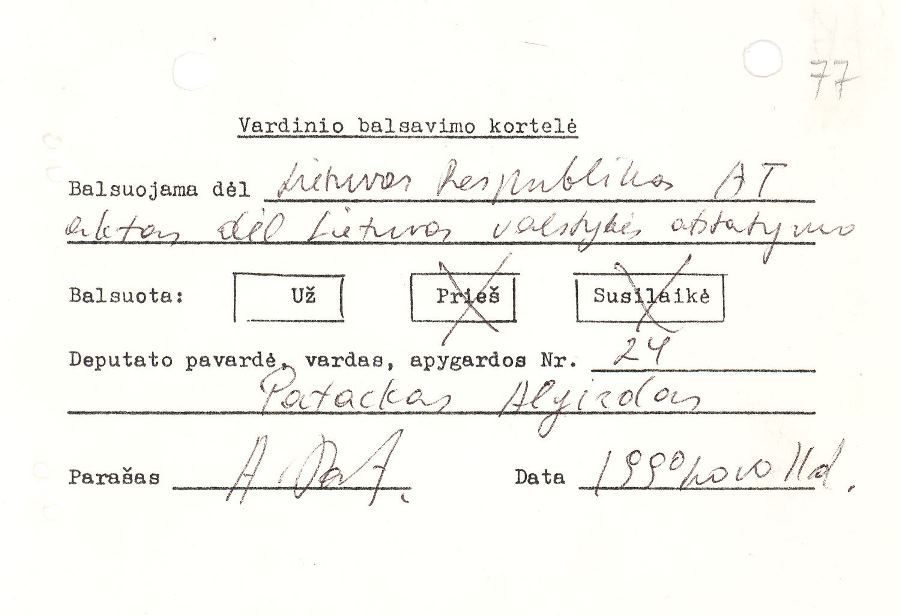 77
Vardinio balsavimo kortelė
Balsuojama dėl Lietuvos Respublikos AT
aktas dėl Lietuvos valstybės atstatymo
Balsuota: Už Prieš Susilaikė
Deputato pavardė, vardas, apygardos Nr. 24
Patackas Algirdas
Parašas A. Pat.
Data 1990 kovo 11 d.